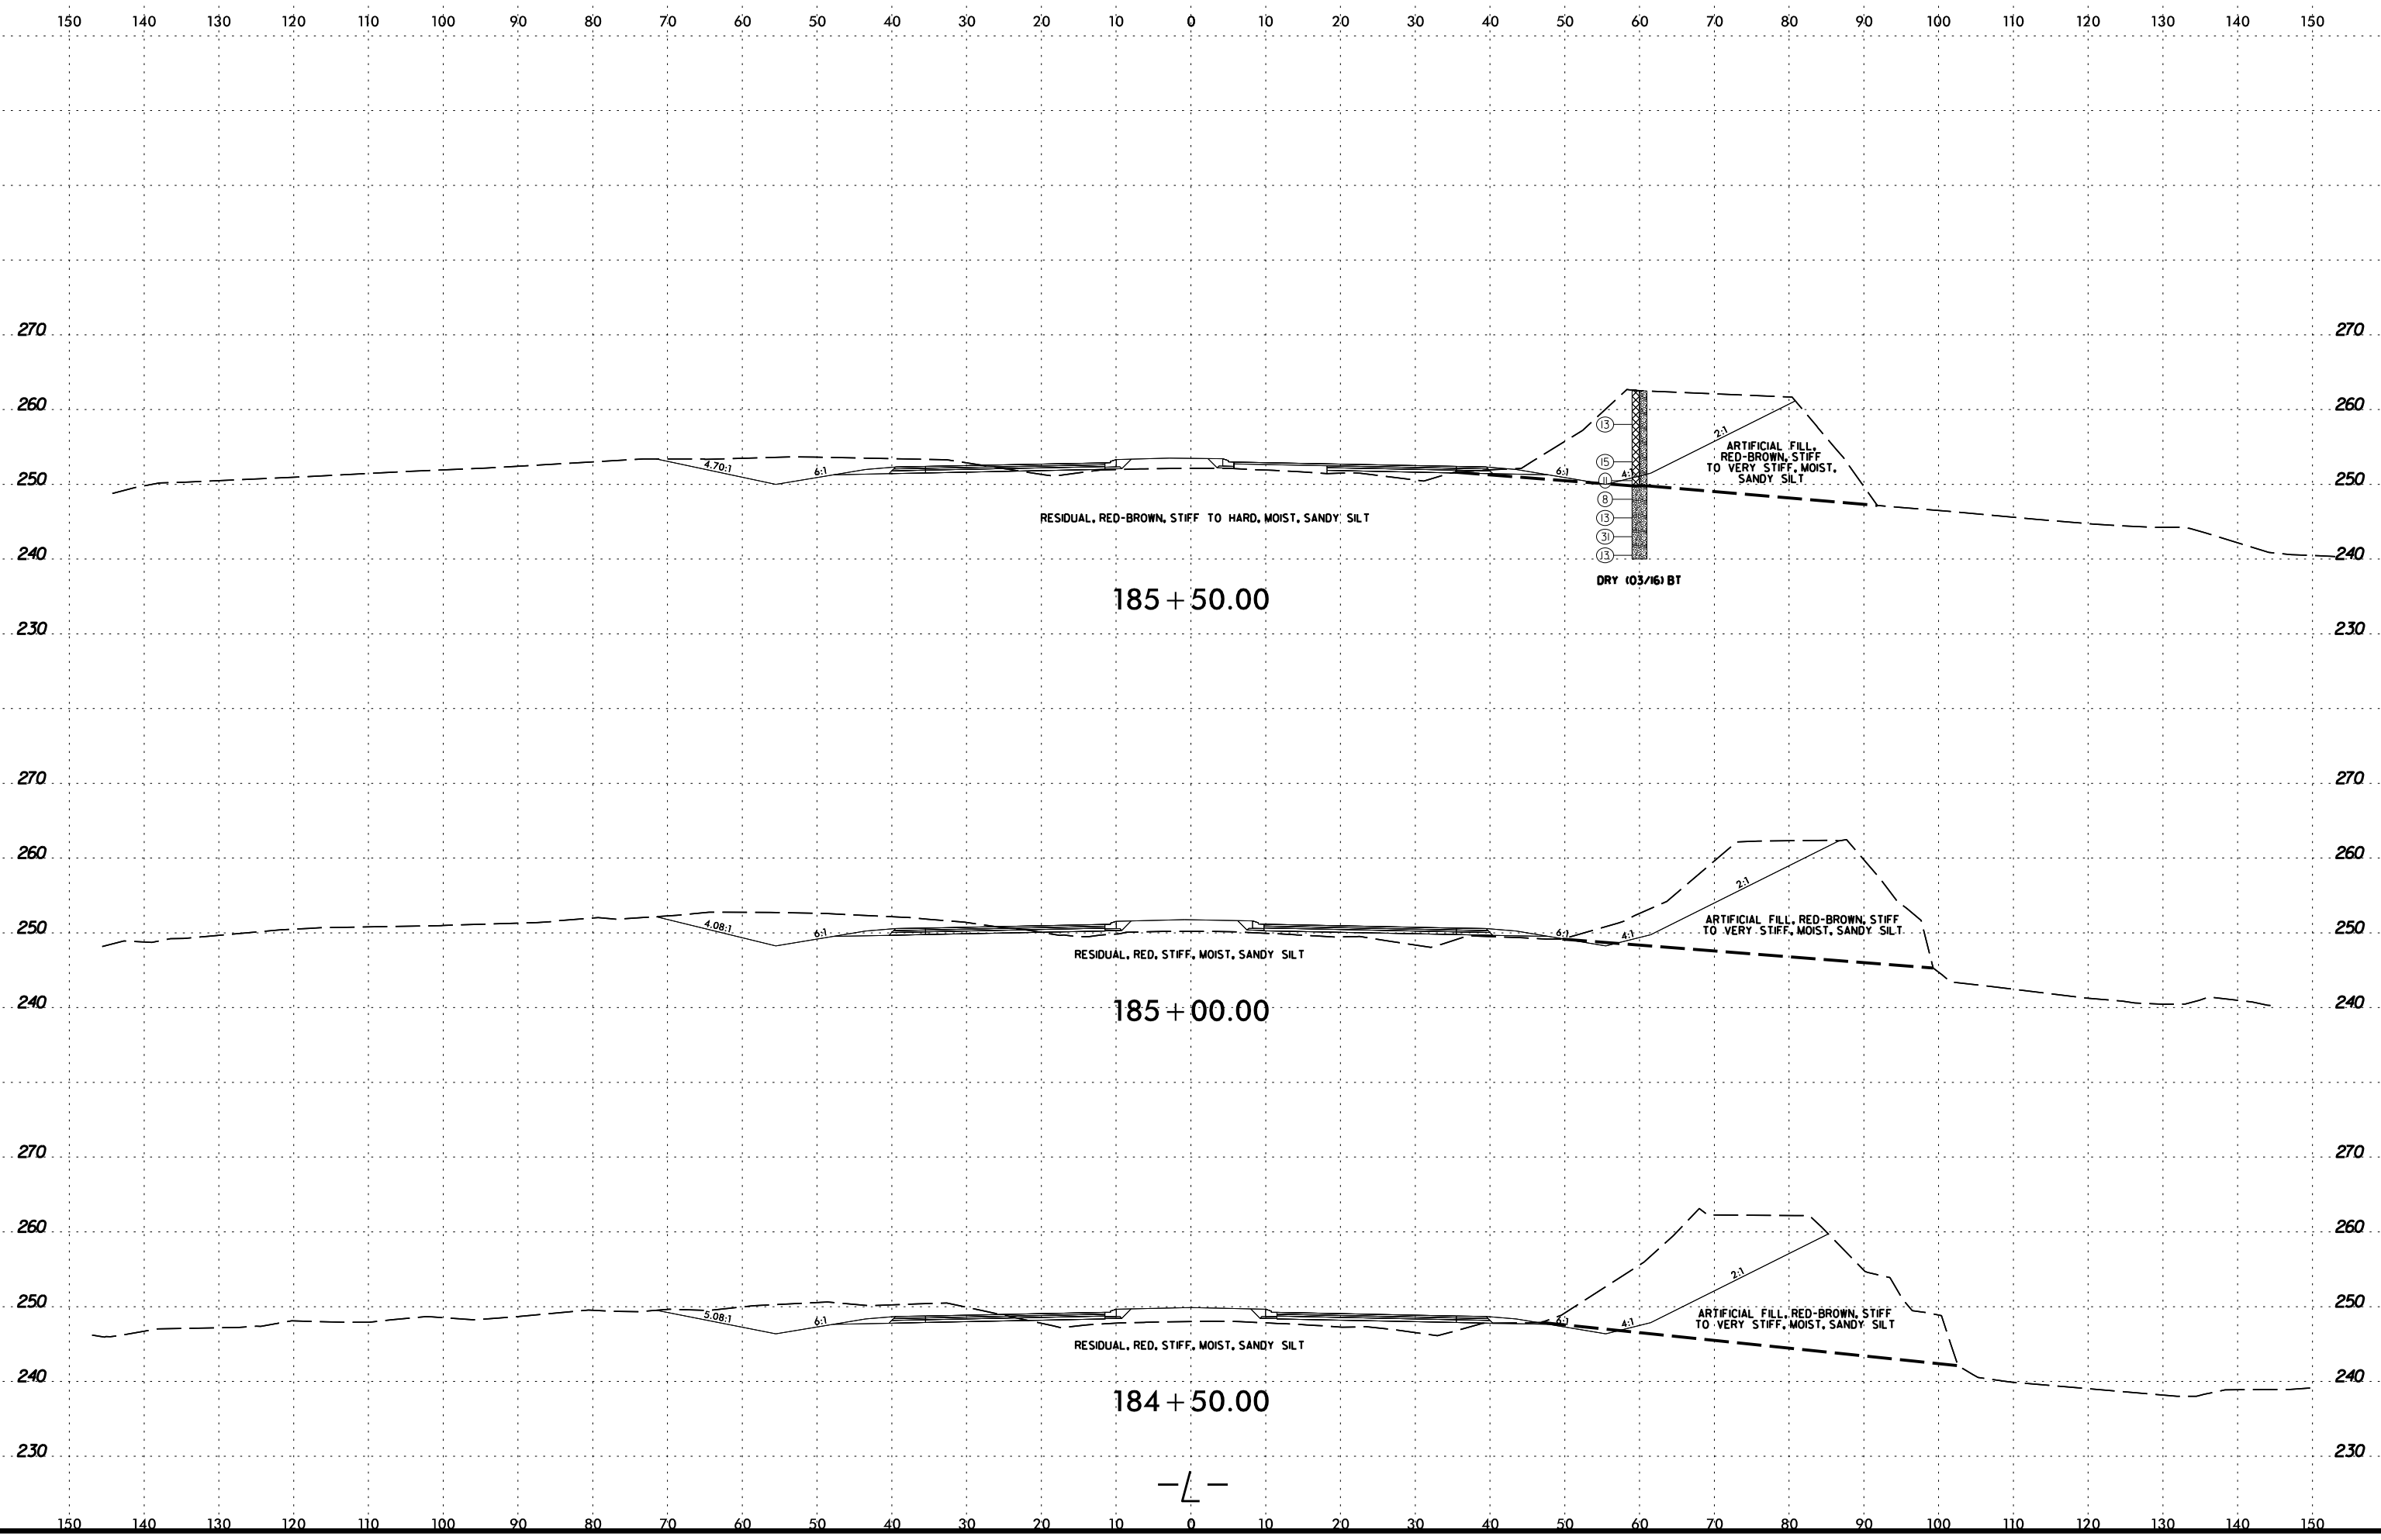 150 140 130 120 110 100 90 80 70 60 50 40 30 20 10 0 10 20 30 40 50 60 70 80 90 100 110 120 130 140 150
270 270
260 260
13
2:1
ARTIFICIAL FILL,
RED-BROWN, STIFF
TO VERY STIFF, MOIST,
SANDY SILT
15
4.70:1 6:1 6:1 4:1
250 11 250
8
RESIDUAL, RED-BROWN, STIFF TO HARD, MOIST, SANDY SILT 13
31
240 13 240
DRY (03/16) BT
185+50.00
230 230
270 270
260 260
2:1
ARTIFICIAL FILL, RED-BROWN, STIFF
TO VERY STIFF, MOIST, SANDY SILT
4.08:1 6:1 6:1 4:1
250 250
RESIDUAL, RED, STIFF, MOIST, SANDY SILT
240 240
185+00.00
270 270
260 260
2:1
250 250
ARTIFICIAL FILL, RED-BROWN, STIFF
TO VERY STIFF, MOIST, SANDY SILT
5.08:1 6:1 6:1 4:1
RESIDUAL, RED, STIFF, MOIST, SANDY SILT
240 240
184+50.00
230 230
-L-
150 140 130 120 110 100 90 80 70 60 50 40 30 20 10 0 10 20 30 40 50 60 70 80 90 100 110 120 130 140 150